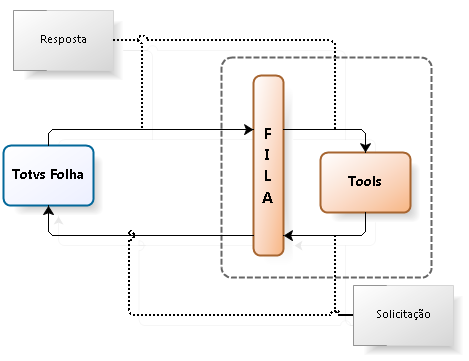 Resposta
F
I
L
A
Totvs Folha
Tools
Solicitação